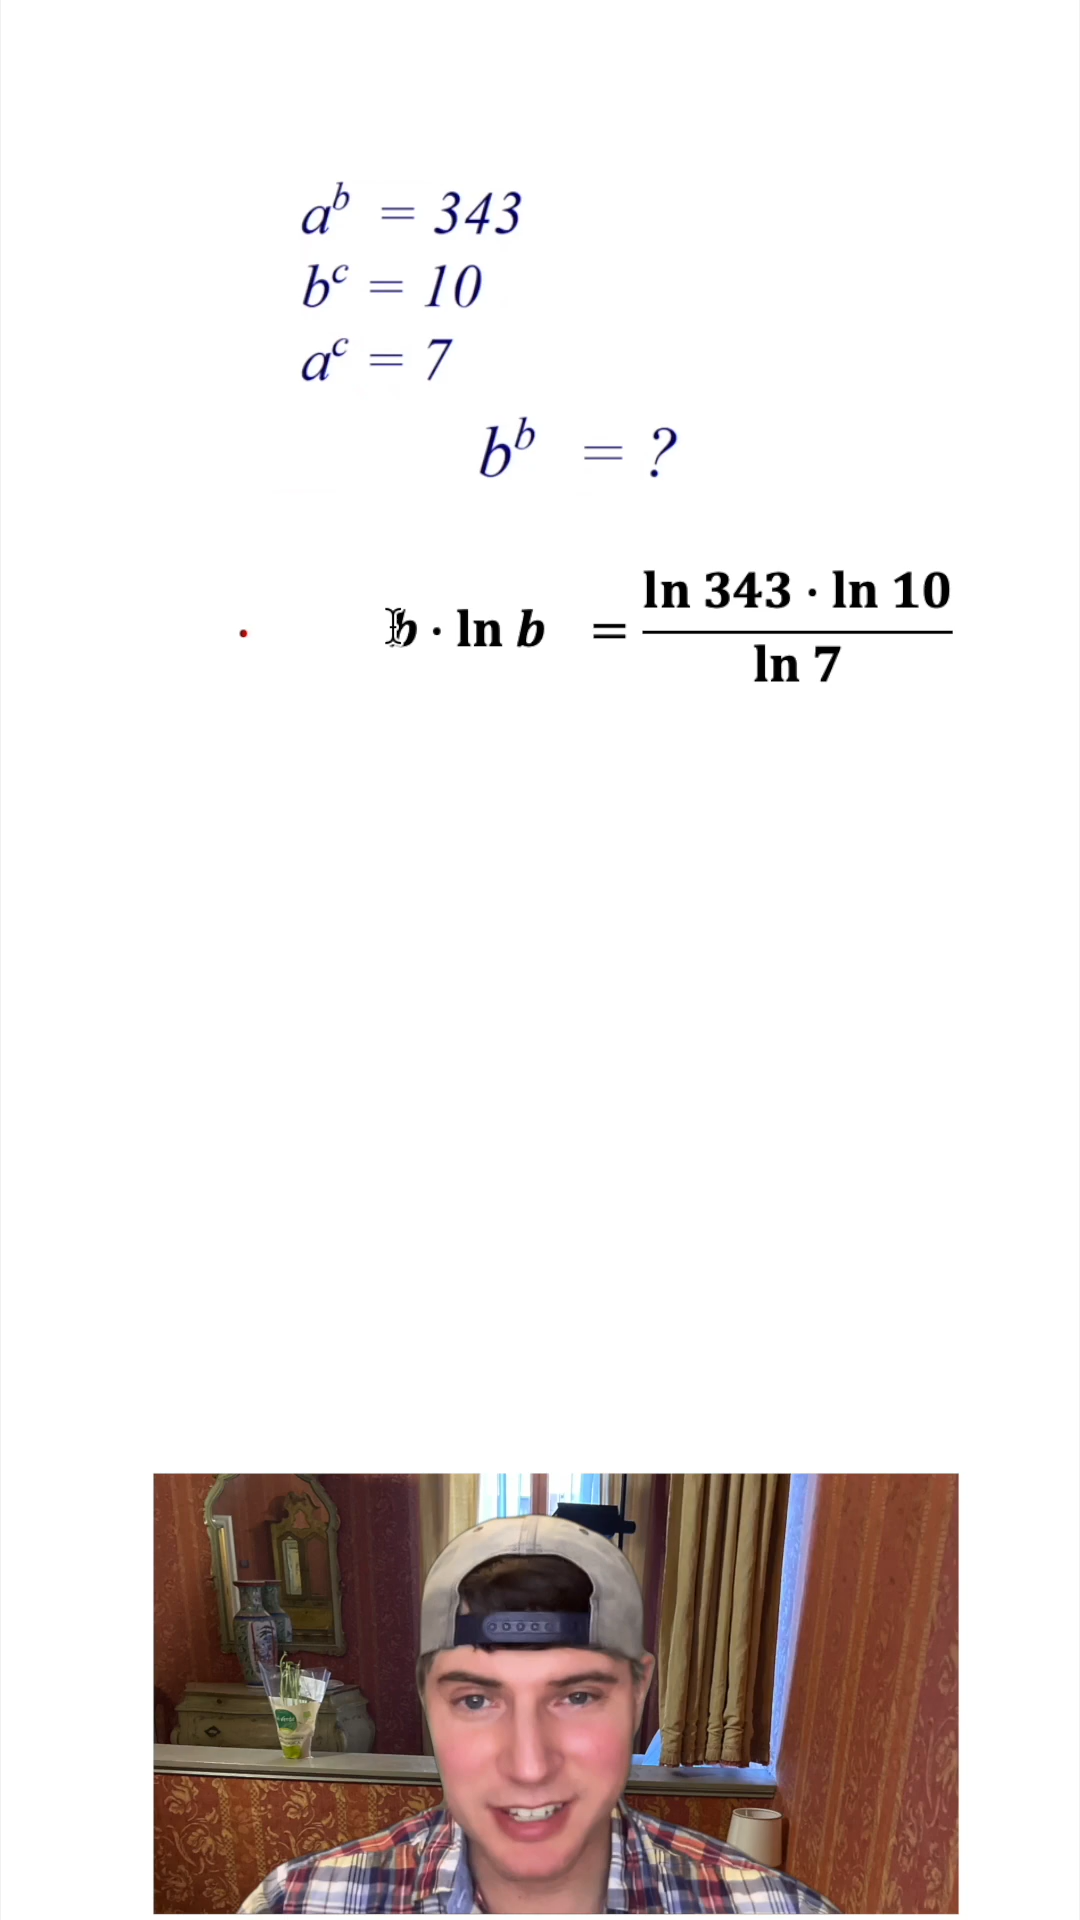 a^b = 343
b^c = 10
a^c = 7
b^b = ?
b · ln b = (ln 343 · ln 10) / (ln 7)